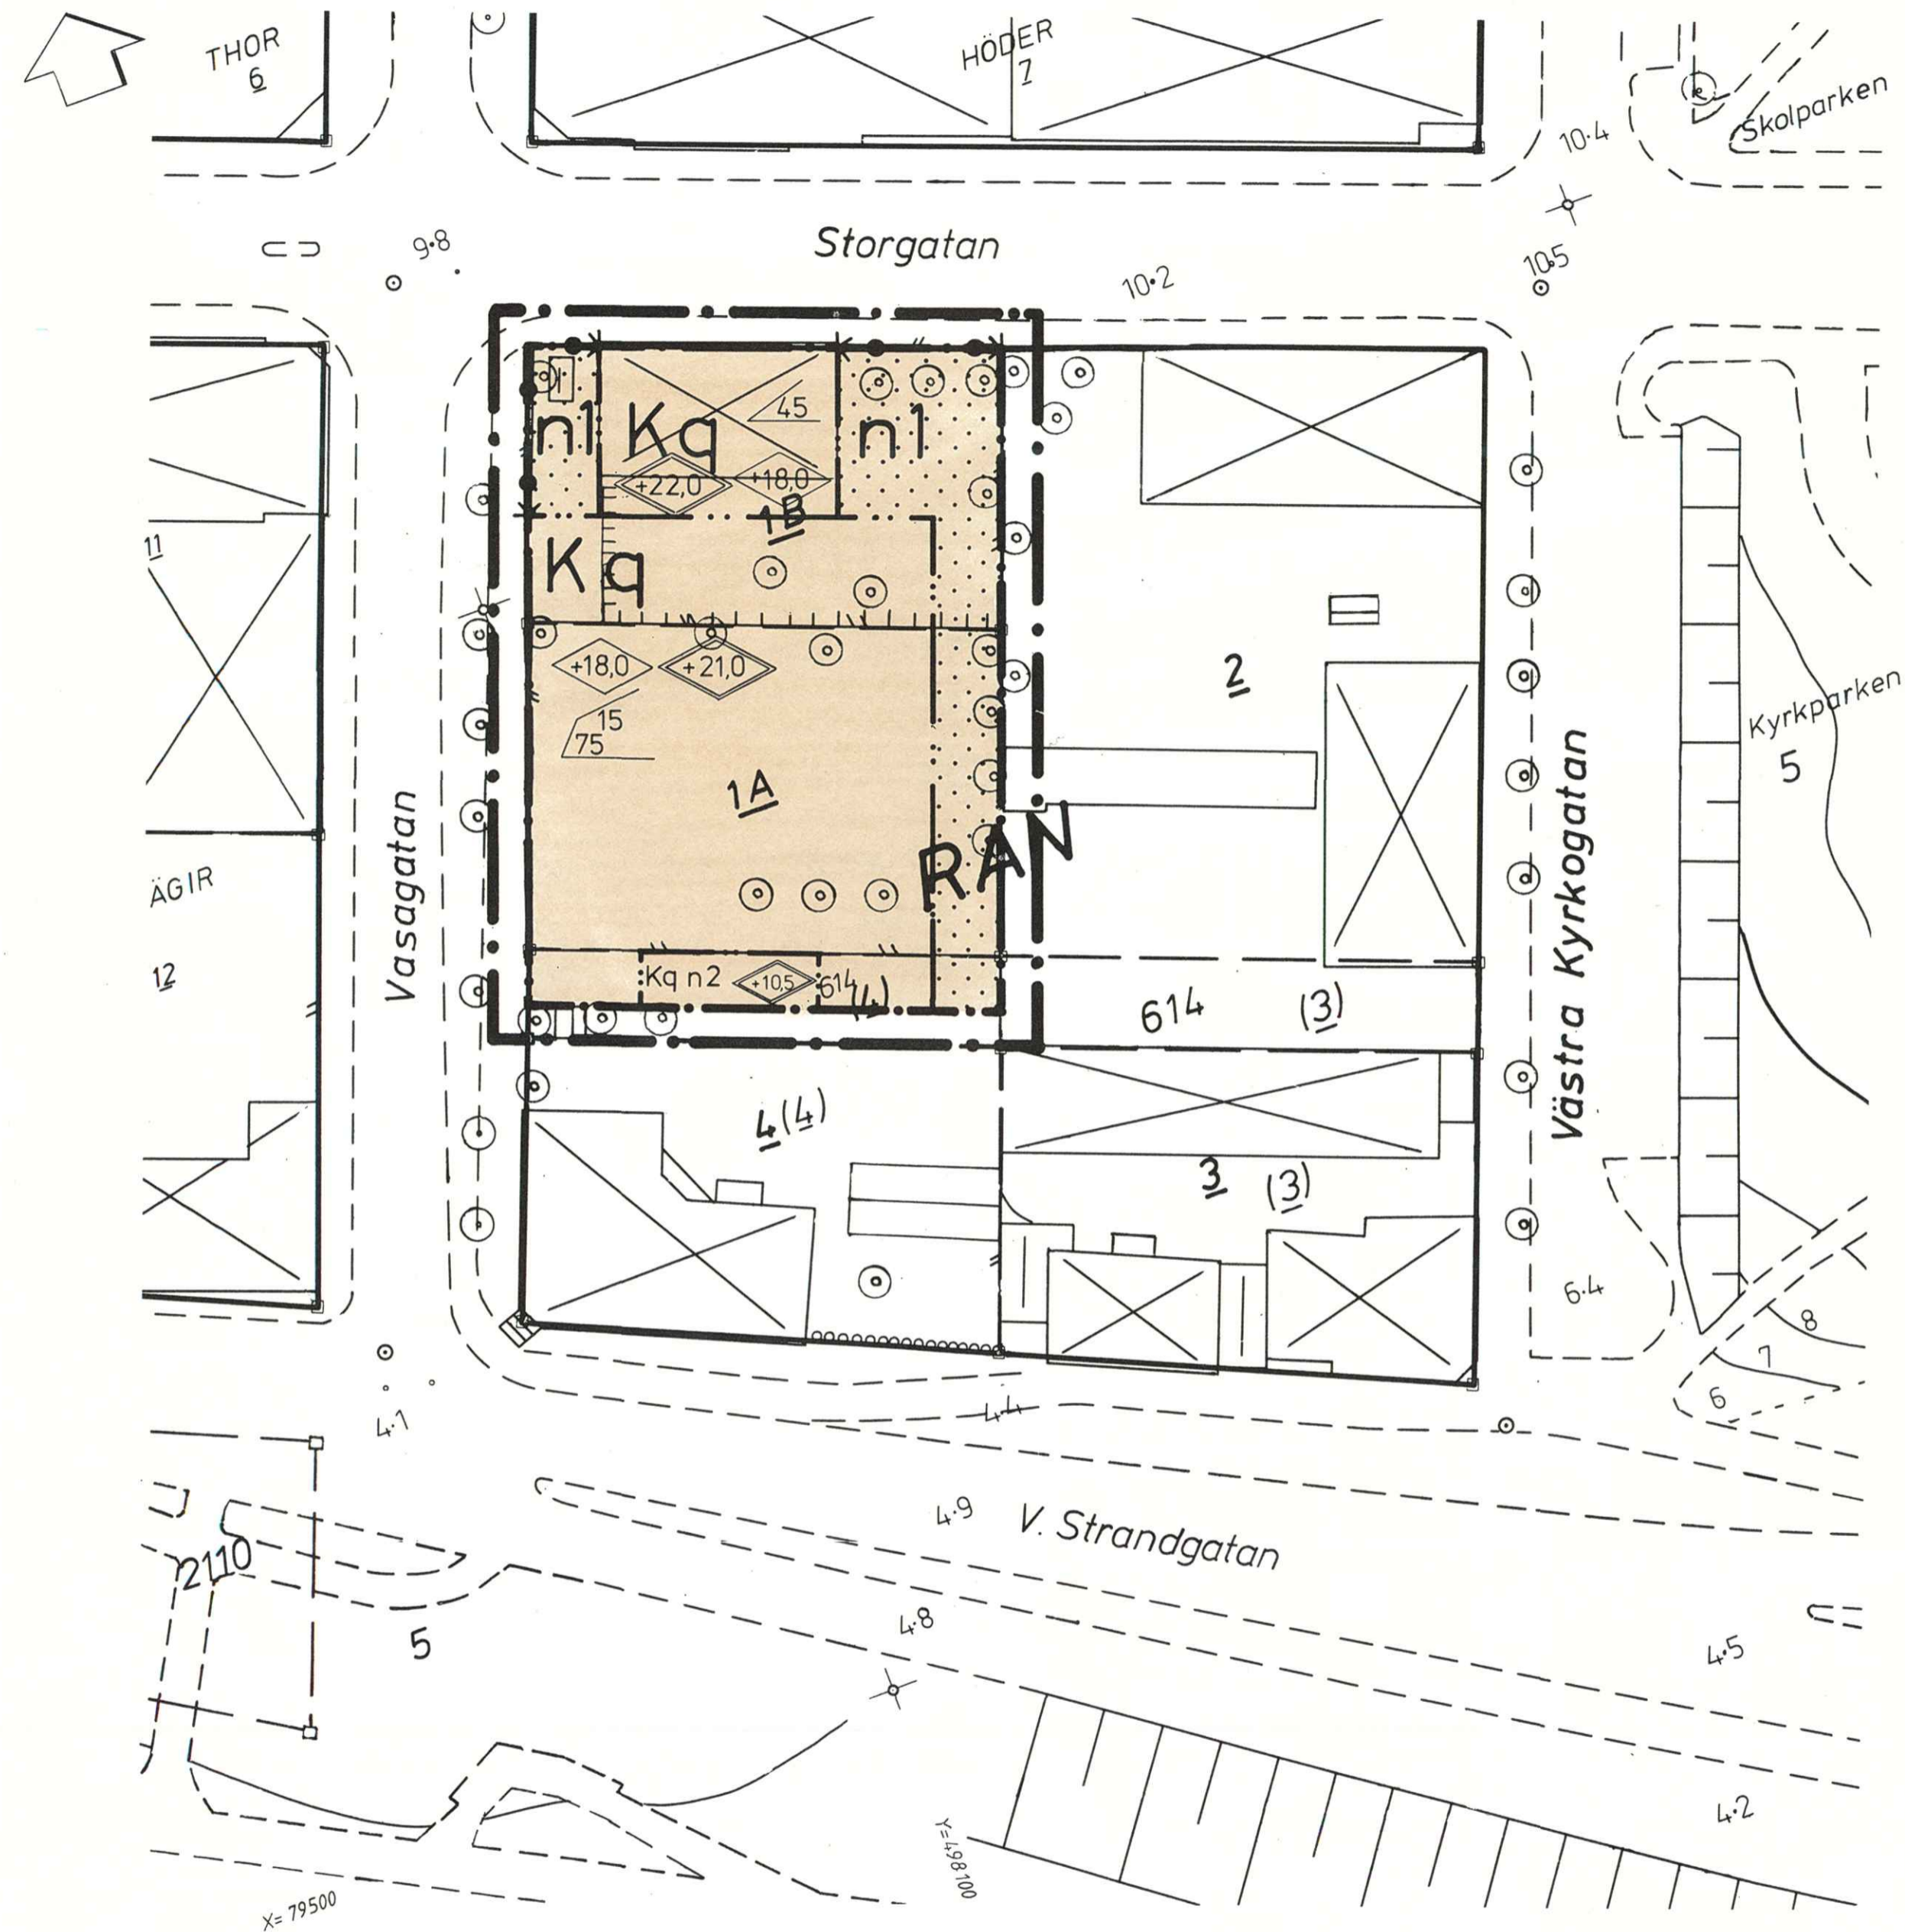 THOR
6
HÖDER
7
Skolparken
10.4
9.8
Storgatan
10.2
10.5
n1
Kq
45
n1
+22,0
+18,0
1B
Kq
11
+18,0
+21,0
15
75
2
Kyrkparken
5
1A
RAN
Vasagatan
ÄGIR
12
Västra Kyrkogatan
Kq n2
+10,5
614
(4)
614
(3)
4(4)
3
(3)
6.4
8
7
6
4.4
4.1
4.9
V. Strandgatan
2110
5
4.8
4.5
4.2
Y=498100
X=79500